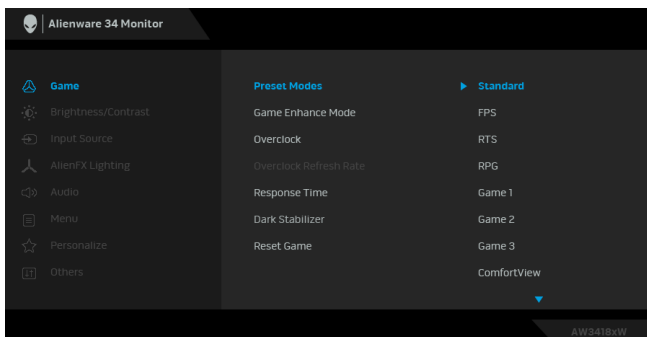 Alienware 34 Monitor
Game Preset Modes Standard
Brightness/Contrast Game Enhance Mode FPS
Input Source Overclock RTS
AlienFX Lighting Overclock Refresh Rate RPG
Audio Response Time Game 1
Menu Dark Stabilizer Game 2
Personalize Reset Game Game 3
Others ComfortView
AW3418xW